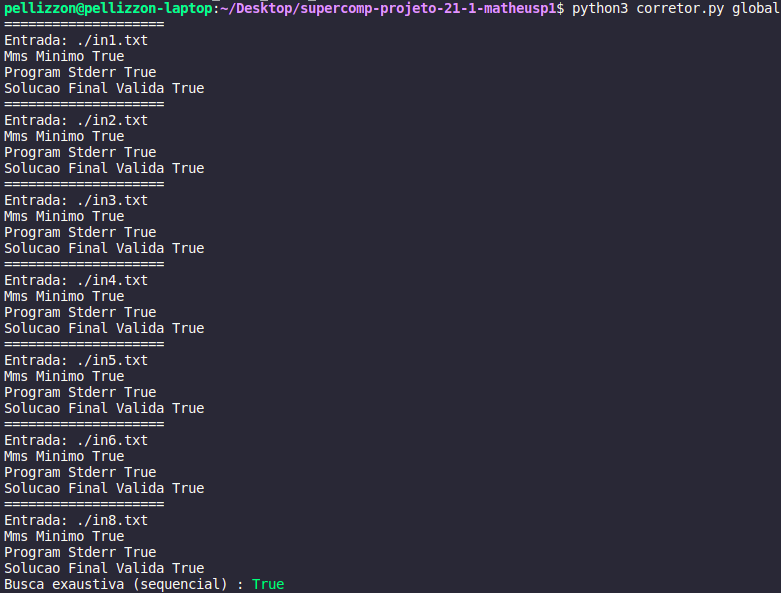 pellizzon@pellizzon-laptop:~/Desktop/supercomp-projeto-21-1-matheusp1$ python3 corretor.py global
====================
Entrada: ./in1.txt
Mms Minimo True
Program Stderr True
Solucao Final Valida True
====================
Entrada: ./in2.txt
Mms Minimo True
Program Stderr True
Solucao Final Valida True
====================
Entrada: ./in3.txt
Mms Minimo True
Program Stderr True
Solucao Final Valida True
====================
Entrada: ./in4.txt
Mms Minimo True
Program Stderr True
Solucao Final Valida True
====================
Entrada: ./in5.txt
Mms Minimo True
Program Stderr True
Solucao Final Valida True
====================
Entrada: ./in6.txt
Mms Minimo True
Program Stderr True
Solucao Final Valida True
====================
Entrada: ./in8.txt
Mms Minimo True
Program Stderr True
Solucao Final Valida True
Busca exaustiva (sequencial) : True